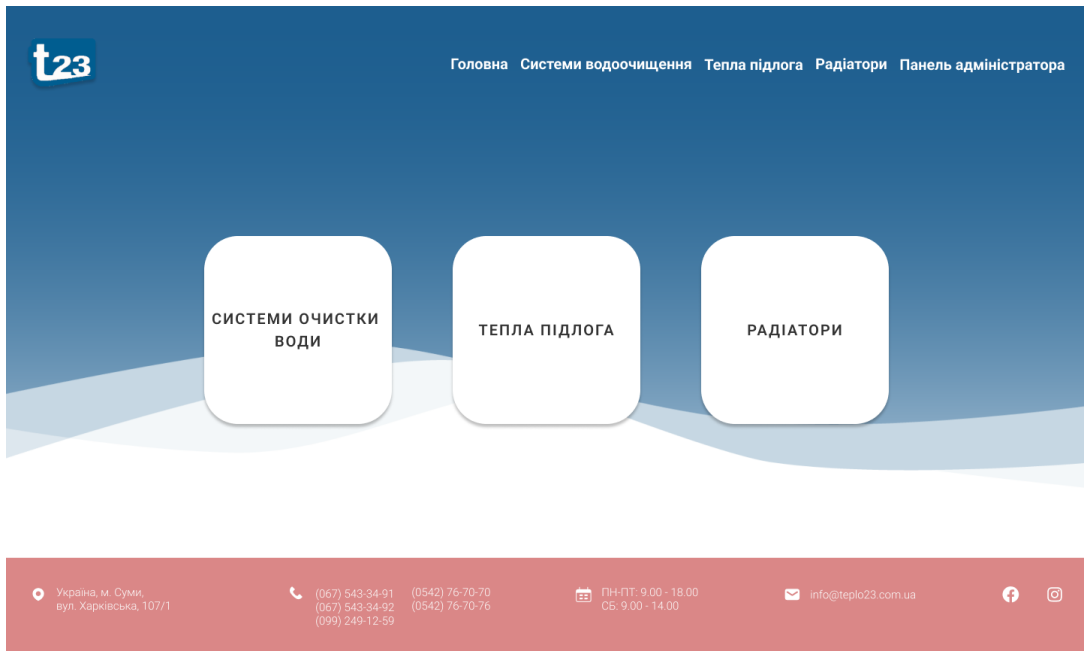 t23
Головна Системи водоочищення Тепла підлога Радіатори Панель адміністратора
СИСТЕМИ ОЧИСТКИ
ВОДИ
ТЕПЛА ПІДЛОГА
РАДІАТОРИ
Україна, м. Суми,
вул. Харківська, 107/1
(067) 543-34-91
(067) 543-34-92
(099) 249-12-59
(0542) 76-70-70
(0542) 76-70-76
ПН-ПТ: 9.00 - 18.00
СБ: 9.00 - 14.00
info@teplo23.com.ua